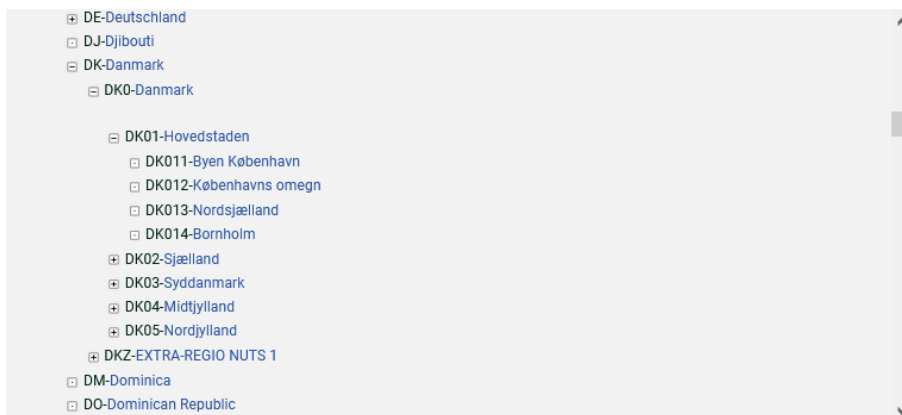 DE-Deutschland
DJ-Djibouti
DK-Danmark
DK0-Danmark
DK01-Hovedstaden
DK011-Byen København
DK012-Københavns omegn
DK013-Nordsjælland
DK014-Bornholm
DK02-Sjælland
DK03-Syddanmark
DK04-Midtjylland
DK05-Nordjylland
DKZ-EXTRA-REGIO NUTS 1
DM-Dominica
DO-Dominican Republic